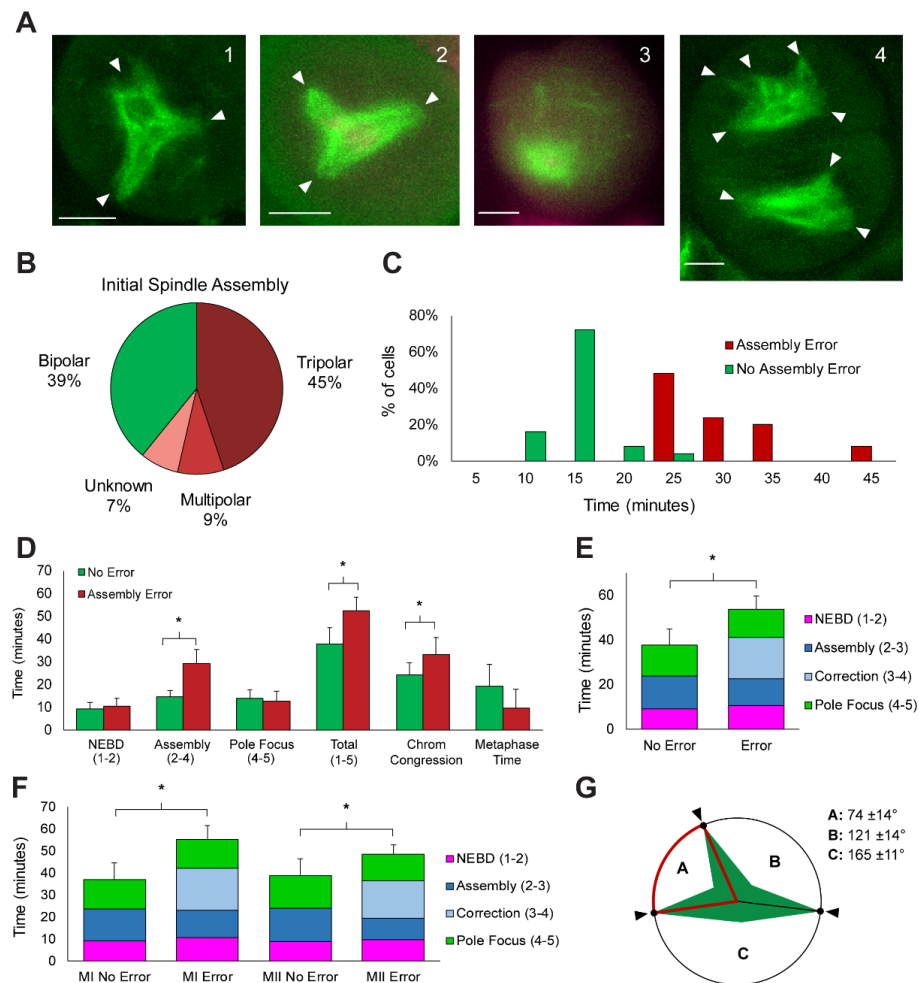 A
1
2
3
4
B
Initial Spindle Assembly
Bipolar
39%
Tripolar
45%
Unknown
7%
Multipolar
9%
C
80%
60%
40%
20%
0%
% of cells
Assembly Error
No Assembly Error
5 10 15 20 25 30 35 40 45
Time (minutes)
D
70
60
50
40
30
20
10
0
Time (minutes)
No Error
Assembly Error
* * *
NEBD
(1-2)
Assembly
(2-4)
Pole Focus
(4-5)
Total
(1-5)
Chrom
Congression
Metaphase
Time
E
60
40
20
0
Time (minutes)
*
NEBD (1-2)
Assembly (2-3)
Correction (3-4)
Pole Focus (4-5)
No Error Error
F
70
60
50
40
30
20
10
0
Time (minutes)
* *
NEBD (1-2)
Assembly (2-3)
Correction (3-4)
Pole Focus (4-5)
MI No Error MI Error MII No Error MII Error
G
A
B
C
A: 74 ±14°
B: 121 ±14°
C: 165 ±11°